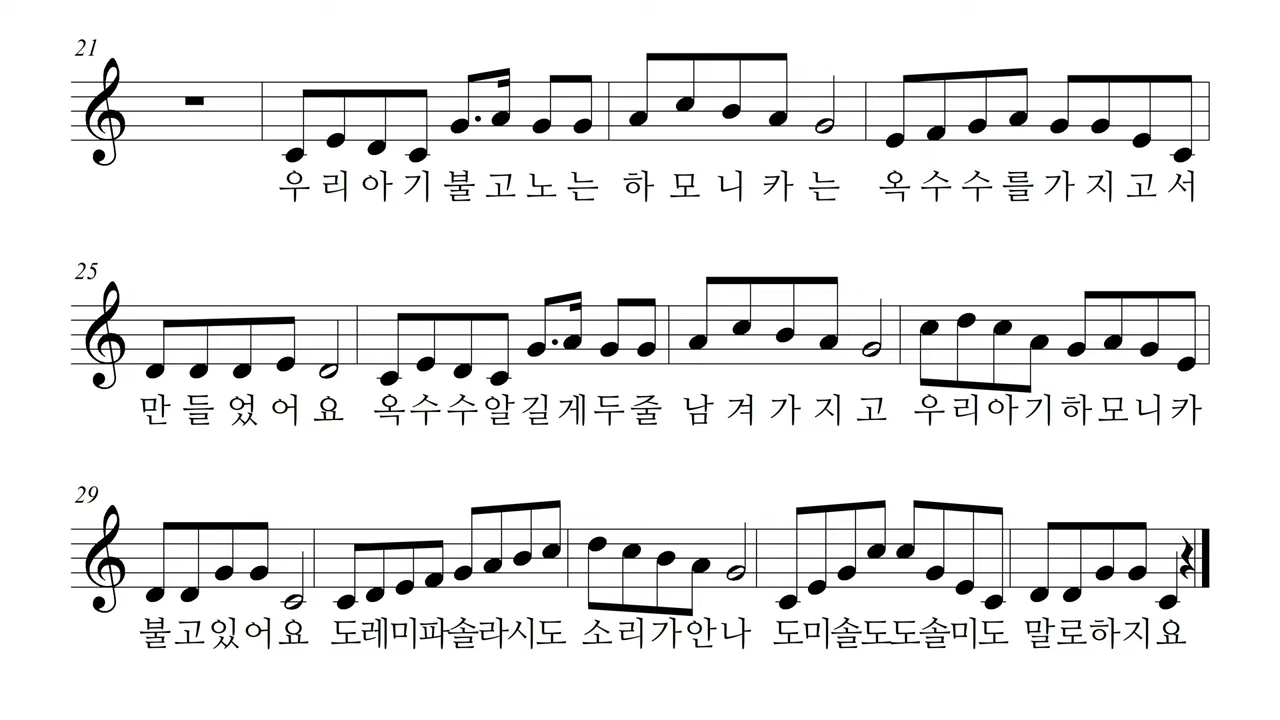 21
우리아기불고노는 하모니카는 옥수수를가지고서
25
만들었어요 옥수수알길게두줄 남겨가지고 우리아기하모니카
29
불고있어요 도레미파솔라시도 소리가안나 도미솔도도솔미도 말로하지요